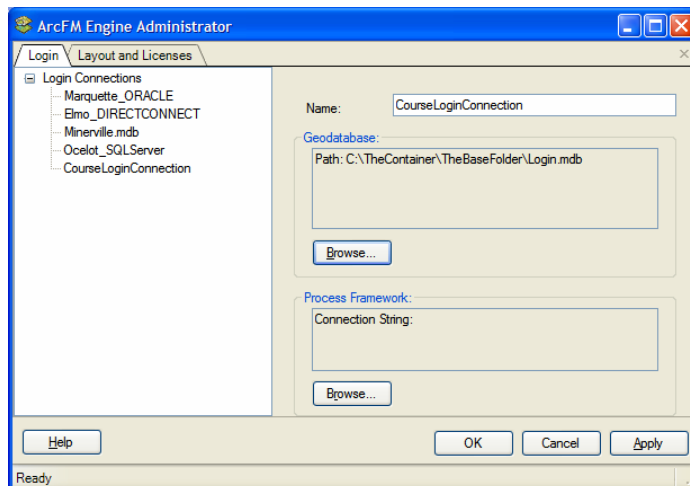 ArcFM Engine Administrator
Login
Layout and Licenses
Login Connections
Marquette_ORACLE
Elmo_DIRECTCONNECT
Minerville.mdb
Ocelot_SQLServer
CourseLoginConnection
Name:
CourseLoginConnection
Geodatabase:
Path: C:\TheContainer\TheBaseFolder\Login.mdb
Browse...
Process Framework:
Connection String:
Browse...
Help
OK
Cancel
Apply
Ready